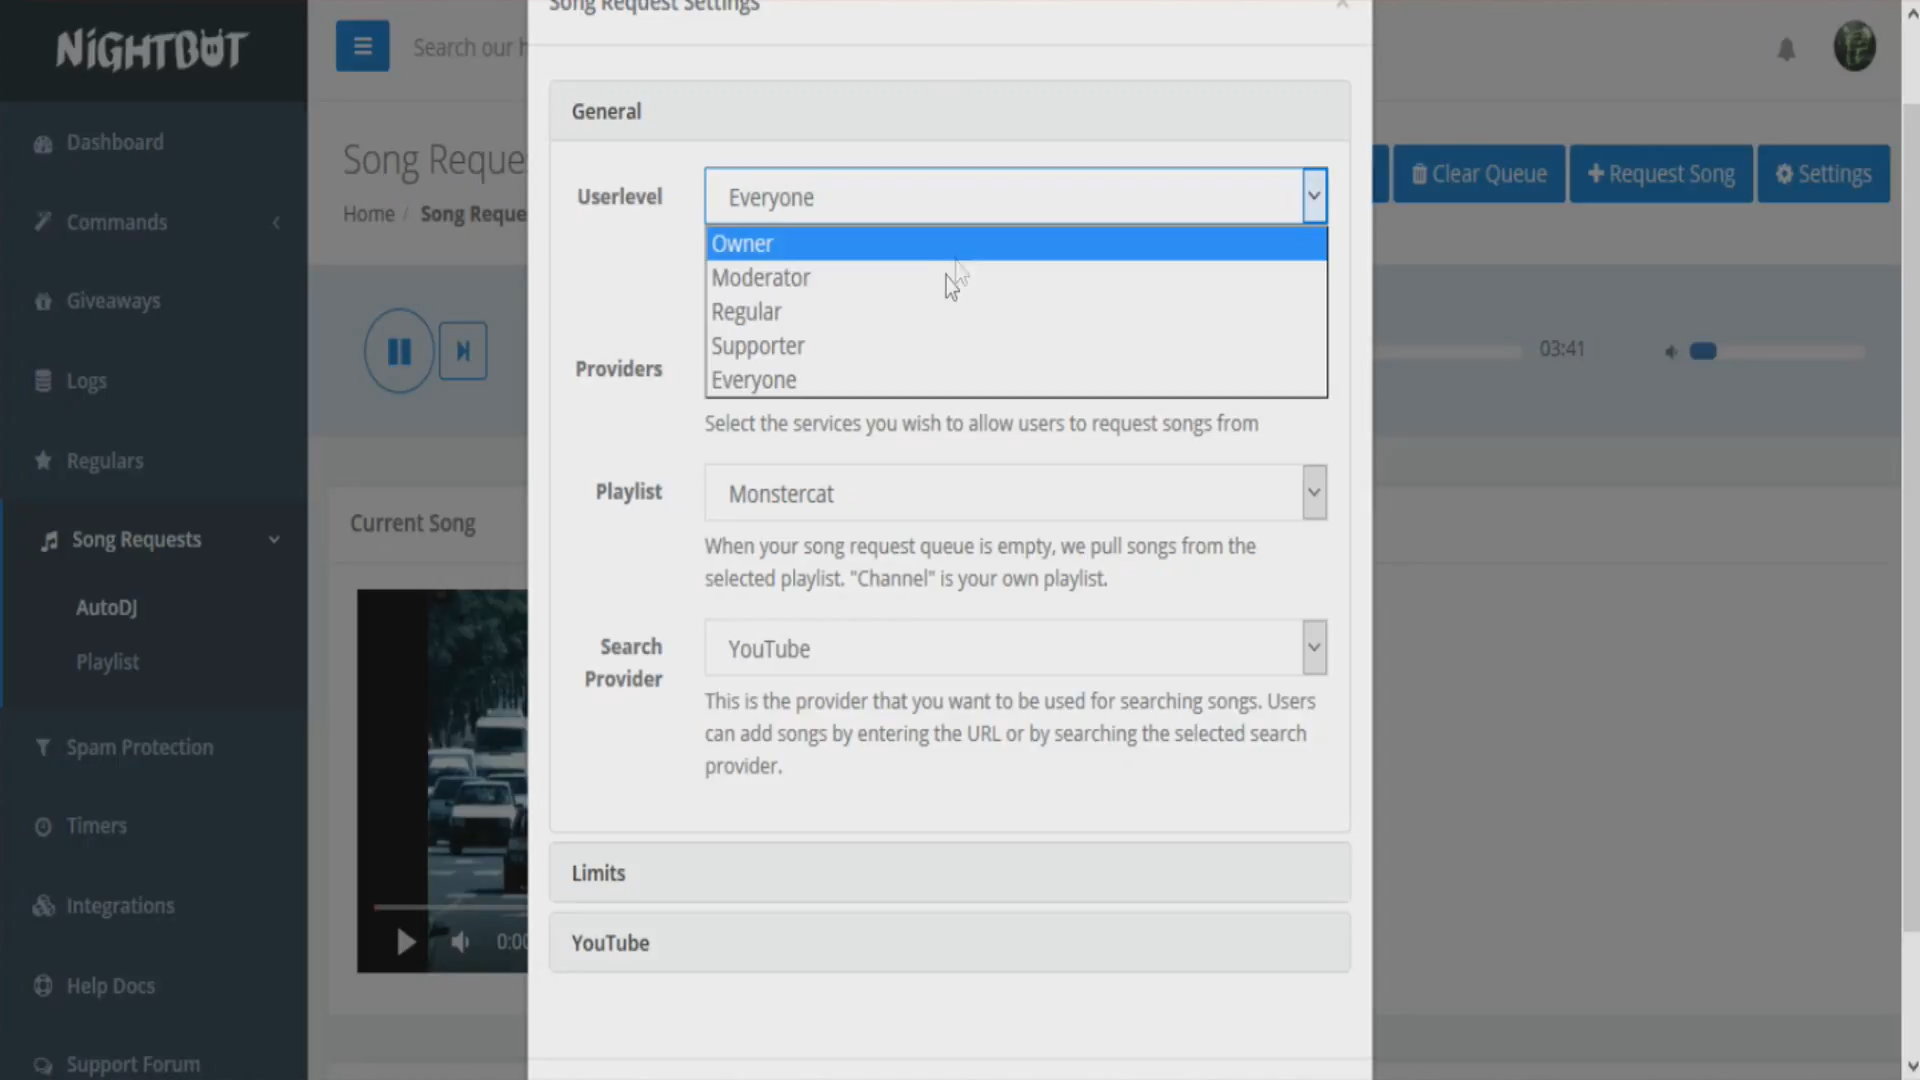 NiGHTBOT
Search our h
Song Request Settings
Dashboard
Commands
Giveaways
Logs
Regulars
Song Requests
AutoDJ
Playlist
Spam Protection
Timers
Integrations
Help Docs
Support Forum
Song Reque
Home / Song Reque
Clear Queue
Request Song
Settings
03:41
Current Song
0:00
General
Userlevel
Everyone
Owner
Moderator
Regular
Supporter
Everyone
Providers
Select the services you wish to allow users to request songs from
Playlist
Monstercat
When your song request queue is empty, we pull songs from the
selected playlist. "Channel" is your own playlist.
Search
Provider
YouTube
This is the provider that you want to be used for searching songs. Users
can add songs by entering the URL or by searching the selected search
provider.
Limits
YouTube